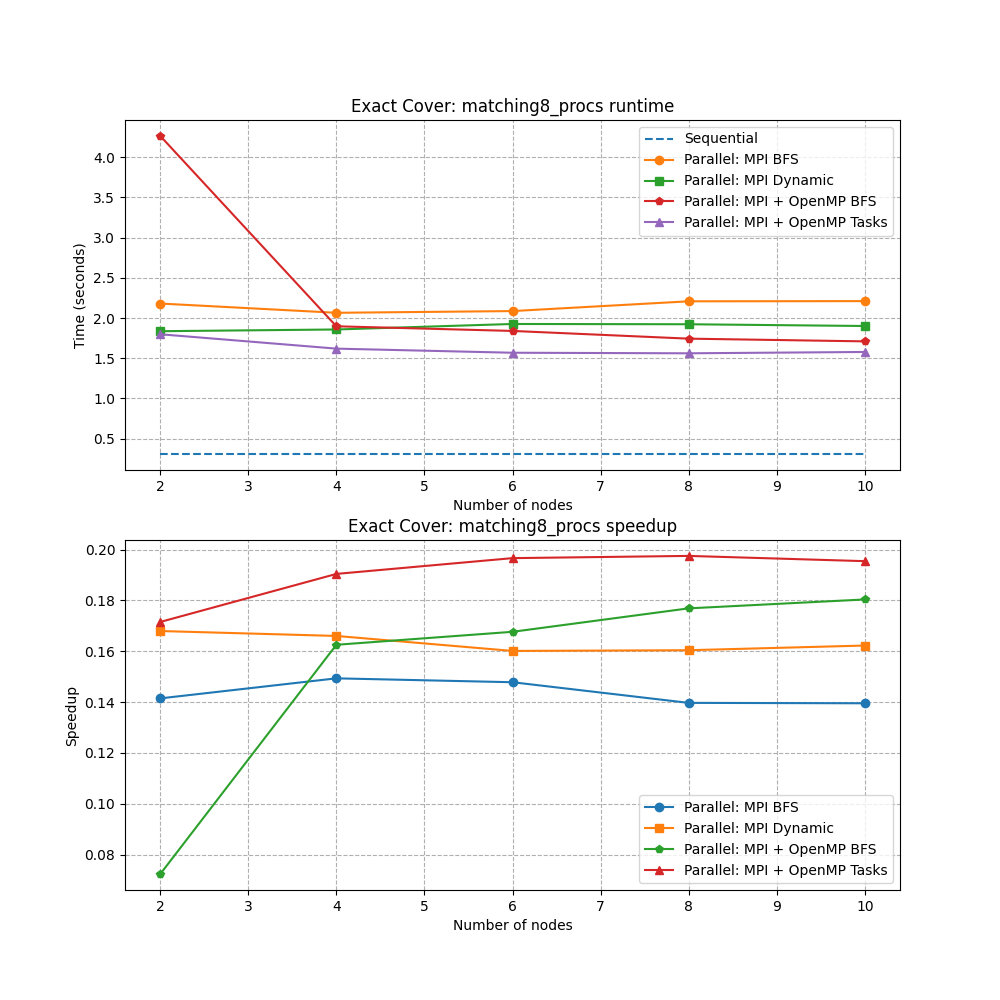 Exact Cover: matching8_procs runtime
Time (seconds)
4.0
3.5
3.0
2.5
2.0
1.5
1.0
0.5
Sequential
Parallel: MPI BFS
Parallel: MPI Dynamic
Parallel: MPI + OpenMP BFS
Parallel: MPI + OpenMP Tasks
2 3 4 5 6 7 8 9 10
Number of nodes
Exact Cover: matching8_procs speedup
Speedup
0.20
0.18
0.16
0.14
0.12
0.10
0.08
Parallel: MPI BFS
Parallel: MPI Dynamic
Parallel: MPI + OpenMP BFS
Parallel: MPI + OpenMP Tasks
2 3 4 5 6 7 8 9 10
Number of nodes